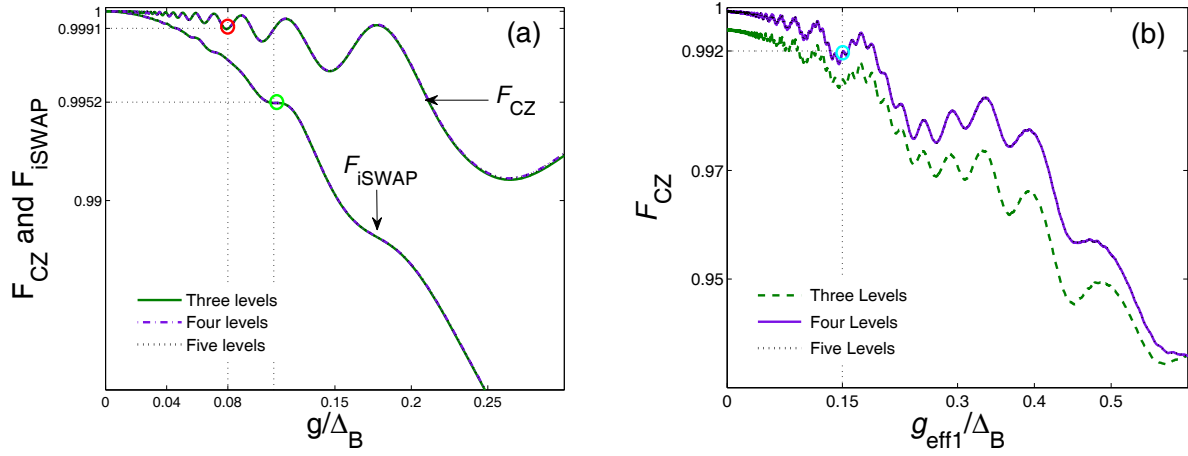 (a)
1
0.9991
0.9952
0.99
F_CZ and F_iSWAP
F_CZ
F_iSWAP
Three levels
Four levels
Five levels
0 0.04 0.08 0.15 0.2 0.25
g/Δ_B
(b)
1
0.992
0.97
0.95
F_CZ
Three Levels
Four Levels
Five Levels
0 0.15 0.3 0.4 0.5
g_eff1/Δ_B